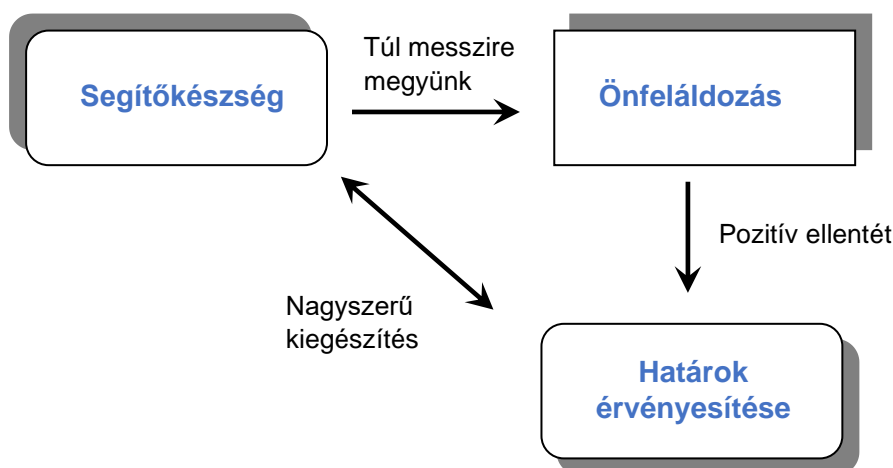 Segítőkészség
Túl messzire
megyünk
Önfeláldozás
Pozitív ellentét
Nagyszerű
kiegészítés
Határok
érvényesítése